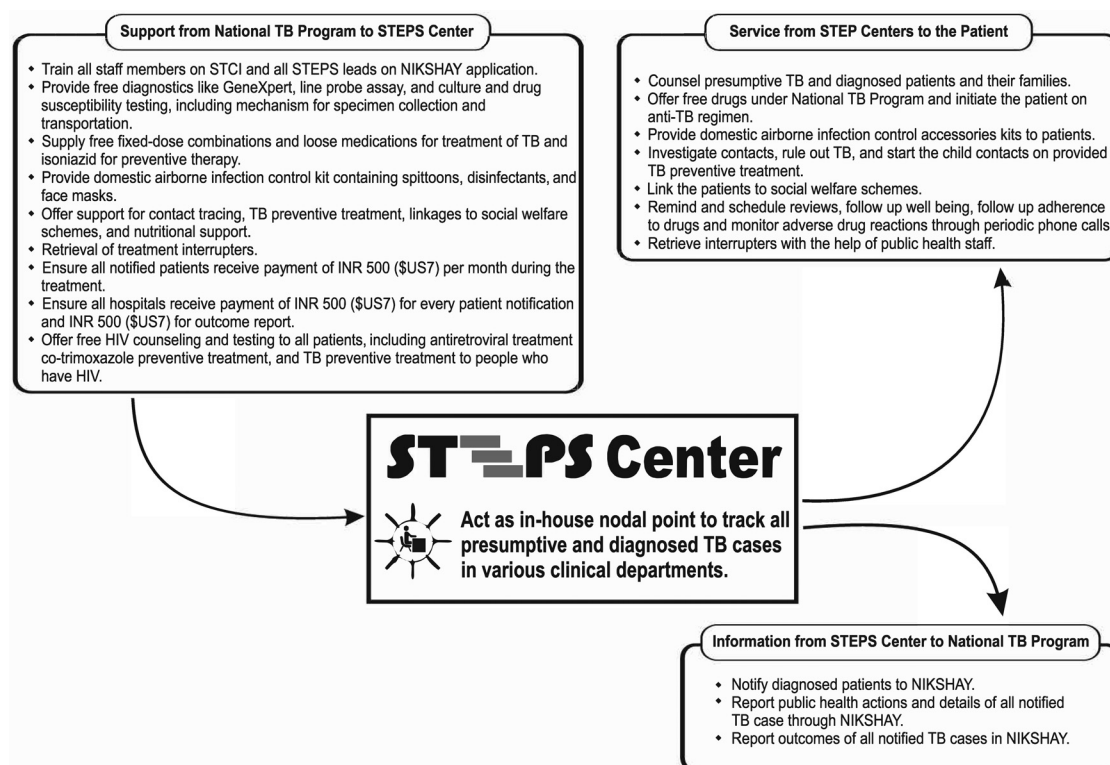 Support from National TB Program to STEPS Center
◆ Train all staff members on STCI and all STEPS leads on NIKSHAY application.
◆ Provide free diagnostics like GeneXpert, line probe assay, and culture and drug
susceptibility testing, including mechanism for specimen collection and
transportation.
◆ Supply free fixed-dose combinations and loose medications for treatment of TB and
isoniazid for preventive therapy.
◆ Provide domestic airborne infection control kit containing spittoons, disinfectants, and
face masks.
◆ Offer support for contact tracing, TB preventive treatment, linkages to social welfare
schemes, and nutritional support.
◆ Retrieval of treatment interrupters.
◆ Ensure all notified patients receive payment of INR 500 ($US7) per month during the
treatment.
◆ Ensure all hospitals receive payment of INR 500 ($US7) for every patient notification
and INR 500 ($US7) for outcome report.
◆ Offer free HIV counseling and testing to all patients, including antiretroviral treatment
co-trimoxazole preventive treatment, and TB preventive treatment to people who
have HIV.
Service from STEP Centers to the Patient
◆ Counsel presumptive TB and diagnosed patients and their families.
◆ Offer free drugs under National TB Program and initiate the patient on
anti-TB regimen.
◆ Provide domestic airborne infection control accessories kits to patients.
◆ Investigate contacts, rule out TB, and start the child contacts on provided
TB preventive treatment.
◆ Link the patients to social welfare schemes.
◆ Remind and schedule reviews, follow up well being, follow up adherence
to drugs and monitor adverse drug reactions through periodic phone calls
◆ Retrieve interrupters with the help of public health staff.
STEPS Center
Act as in-house nodal point to track all
presumptive and diagnosed TB cases
in various clinical departments.
Information from STEPS Center to National TB Program
◆ Notify diagnosed patients to NIKSHAY.
◆ Report public health actions and details of all notified
TB case through NIKSHAY.
◆ Report outcomes of all notified TB cases in NIKSHAY.